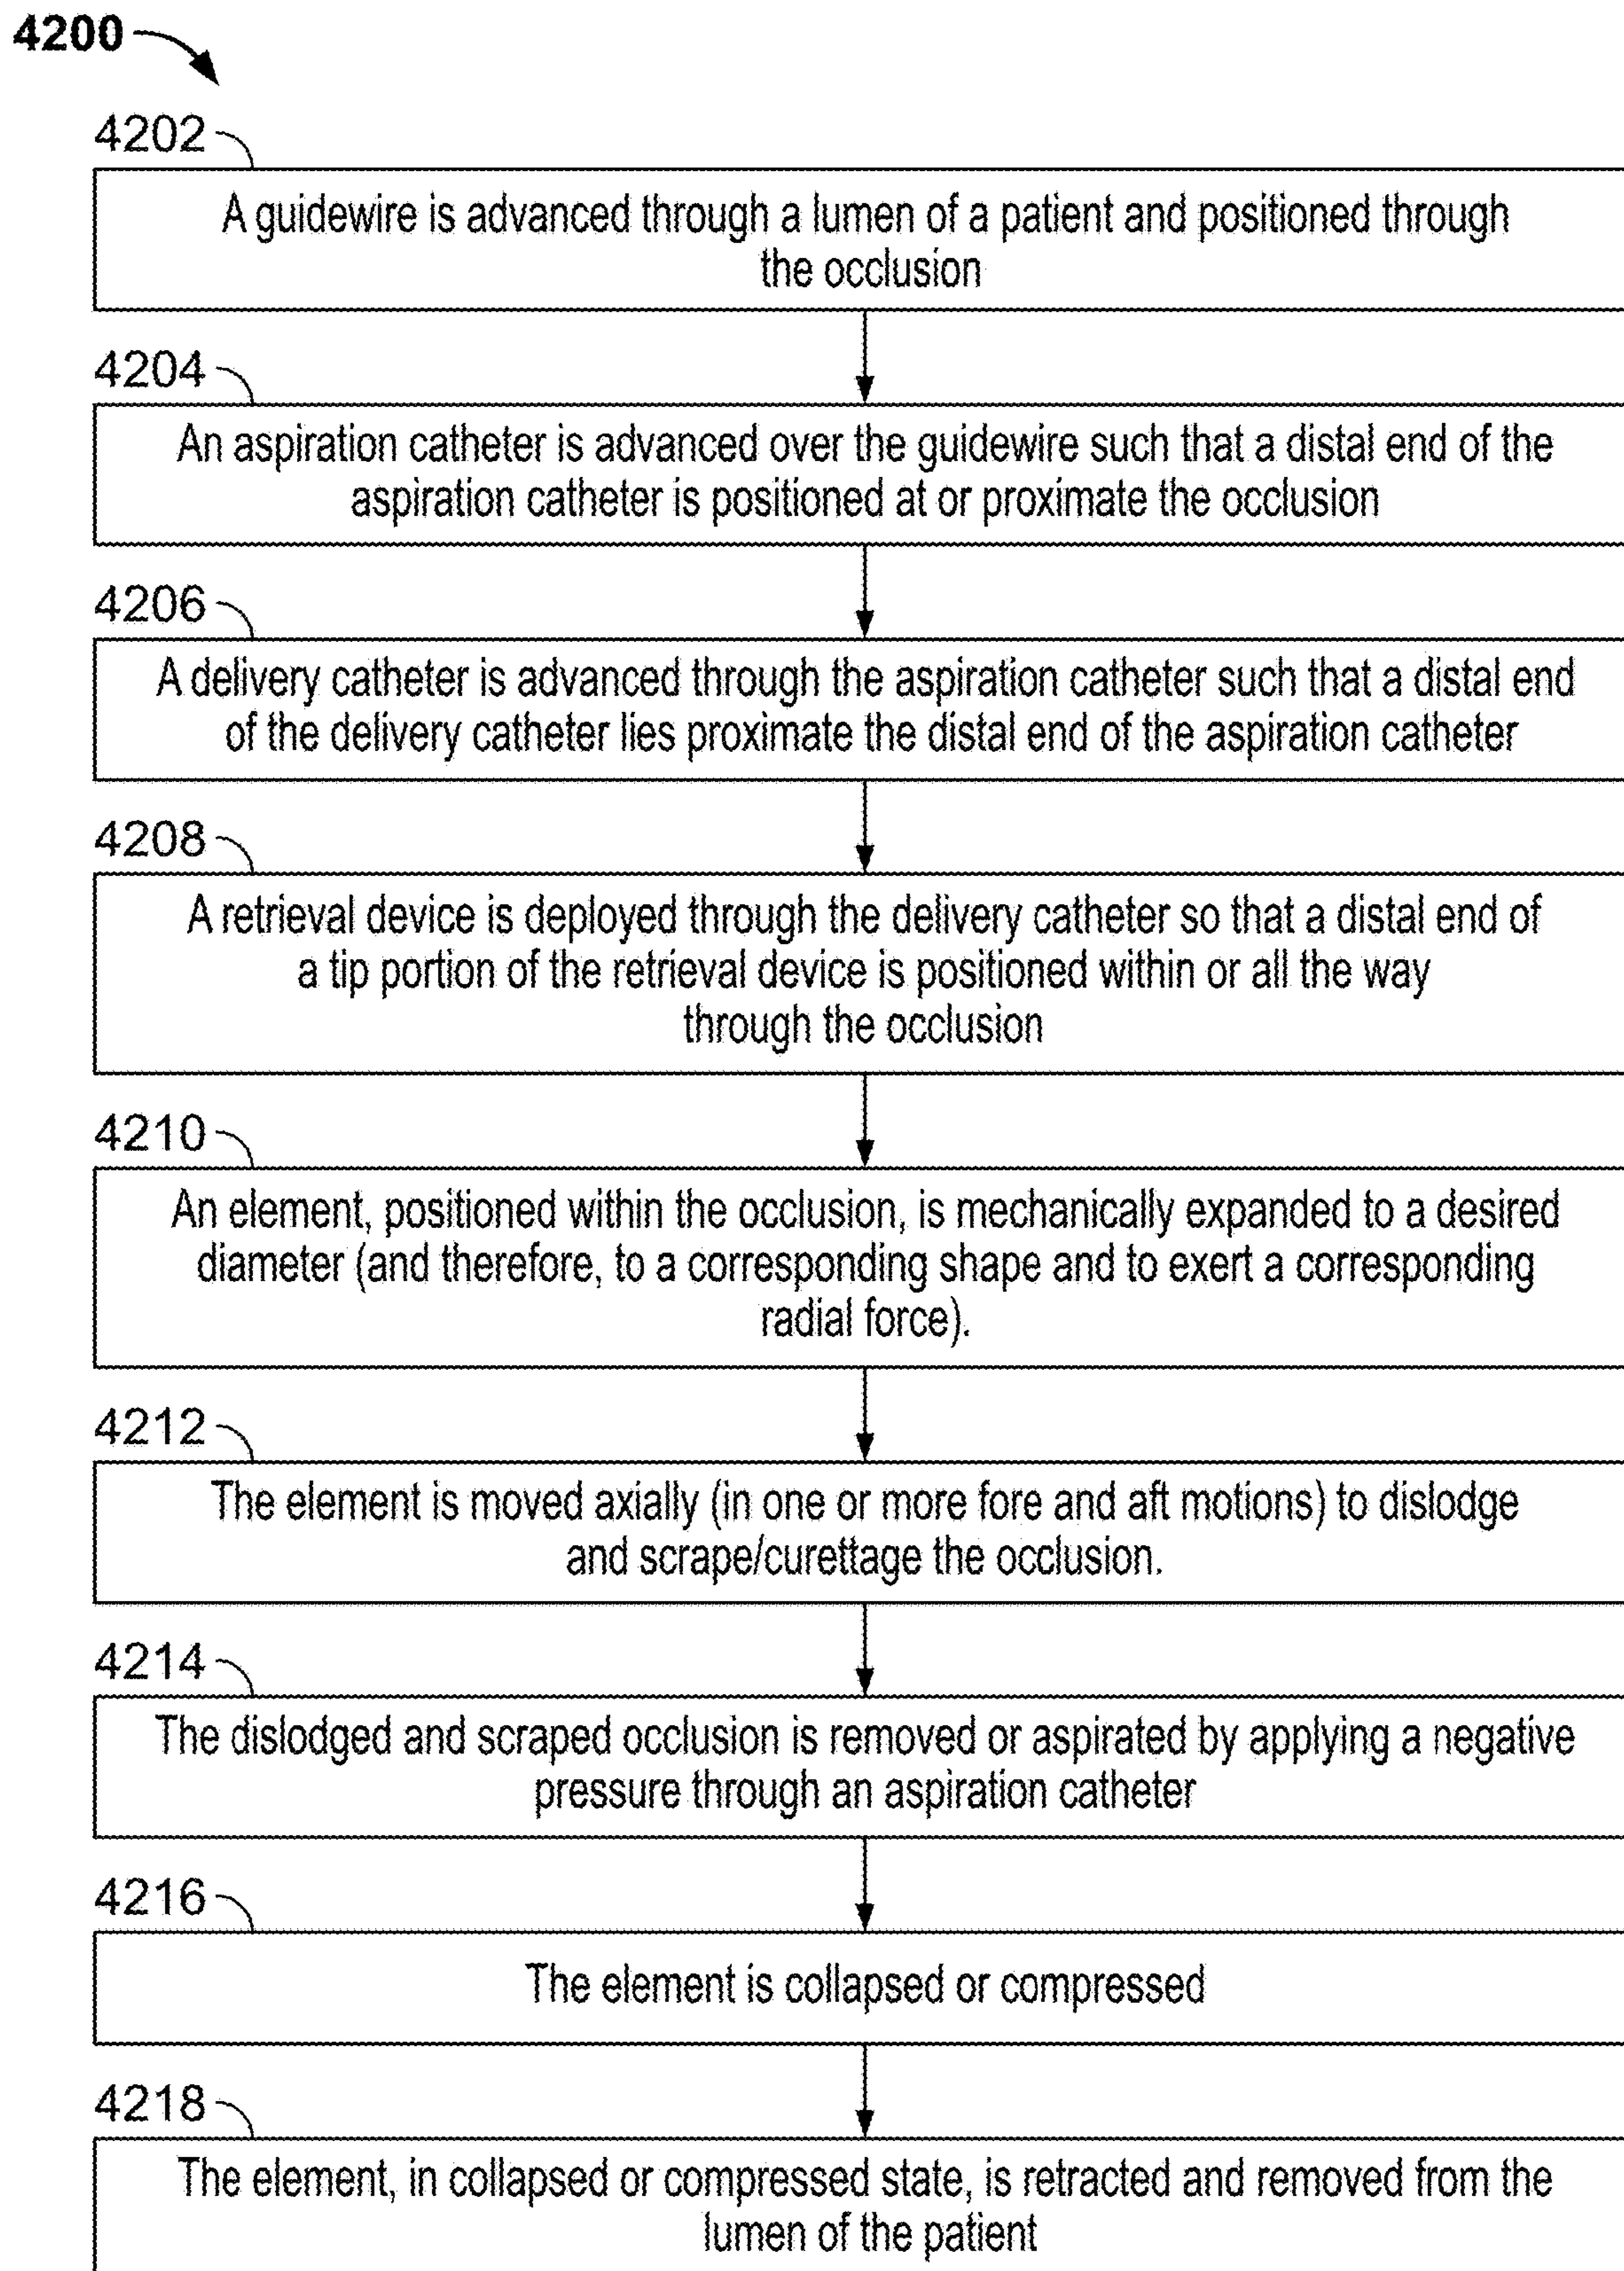 4200
4202
A guidewire is advanced through a lumen of a patient and positioned through
the occlusion
4204
An aspiration catheter is advanced over the guidewire such that a distal end of the
aspiration catheter is positioned at or proximate the occlusion
4206
A delivery catheter is advanced through the aspiration catheter such that a distal end
of the delivery catheter lies proximate the distal end of the aspiration catheter
4208
A retrieval device is deployed through the delivery catheter so that a distal end of
a tip portion of the retrieval device is positioned within or all the way
through the occlusion
4210
An element, positioned within the occlusion, is mechanically expanded to a desired
diameter (and therefore, to a corresponding shape and to exert a corresponding
radial force).
4212
The element is moved axially (in one or more fore and aft motions) to dislodge
and scrape/curettage the occlusion.
4214
The dislodged and scraped occlusion is removed or aspirated by applying a negative
pressure through an aspiration catheter
4216
The element is collapsed or compressed
4218
The element, in collapsed or compressed state, is retracted and removed from the
lumen of the patient